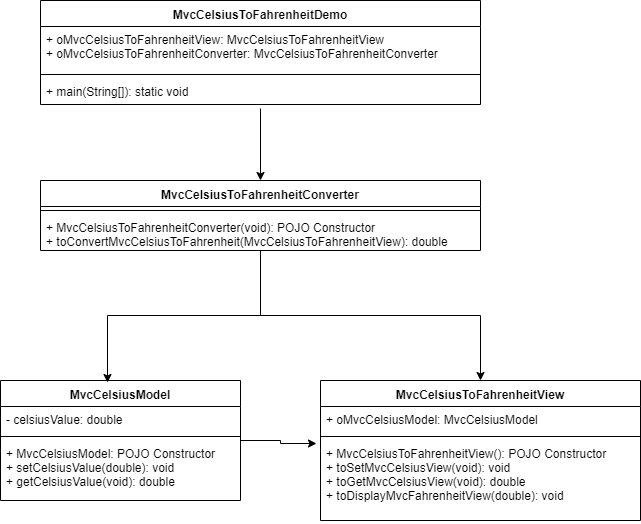 MvcCelsiusToFahrenheitDemo
+ oMvcCelsiusToFahrenheitView: MvcCelsiusToFahrenheitView
+ oMvcCelsiusToFahrenheitConverter: MvcCelsiusToFahrenheitConverter
+ main(String[]): static void
MvcCelsiusToFahrenheitConverter
+ MvcCelsiusToFahrenheitConverter(void): POJO Constructor
+ toConvertMvcCelsiusToFahrenheit(MvcCelsiusToFahrenheitView): double
MvcCelsiusModel
- celsiusValue: double
+ MvcCelsiusModel: POJO Constructor
+ setCelsiusValue(double): void
+ getCelsiusValue(void): double
MvcCelsiusToFahrenheitView
+ oMvcCelsiusModel: MvcCelsiusModel
+ MvcCelsiusToFahrenheitView(): POJO Constructor
+ toSetMvcCelsiusView(void): void
+ toGetMvcCelsiusView(void): double
+ toDisplayMvcFahrenheitView(double): void